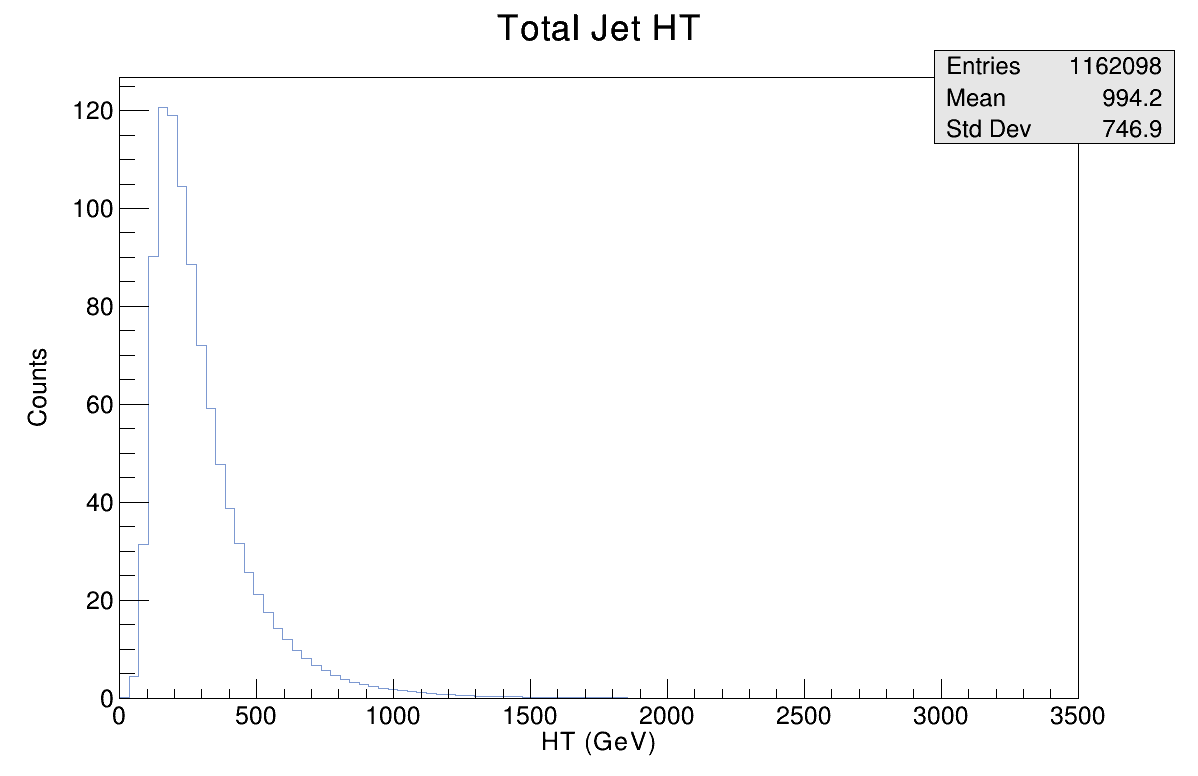 Total Jet HT
Entries 1162098
Mean 994.2
Std Dev 746.9
120
100
80
60
40
20
0
Counts
0 500 1000 1500 2000 2500 3000 3500
HT (GeV)